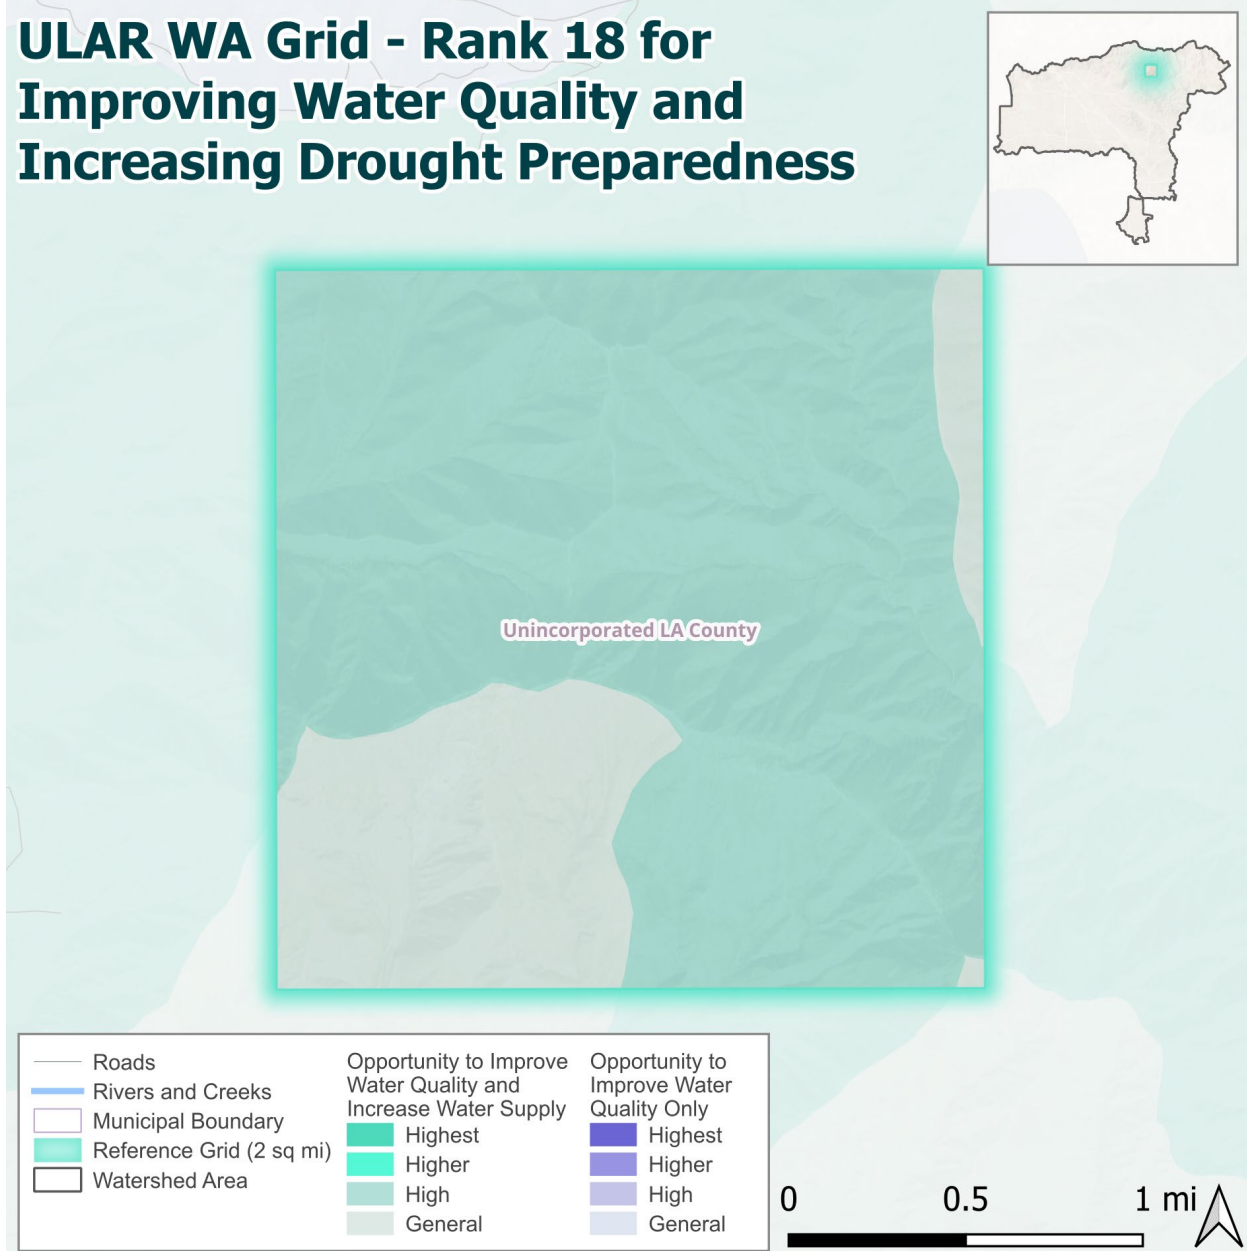 ULAR WA Grid - Rank 18 for
Improving Water Quality and
Increasing Drought Preparedness
Unincorporated LA County
Roads
Rivers and Creeks
Municipal Boundary
Reference Grid (2 sq mi)
Watershed Area
Opportunity to Improve
Water Quality and
Increase Water Supply
Highest
Higher
High
General
Opportunity to
Improve Water
Quality Only
Highest
Higher
High
General
0 0.5 1 mi